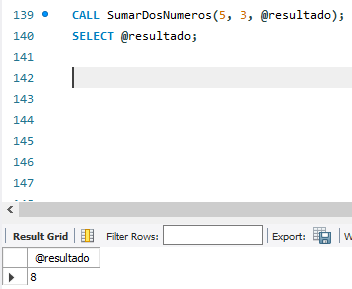 139 CALL SumarDosNumeros(5, 3, @resultado);
140 SELECT @resultado;
141
142
143
144
145
146
147
Result Grid Filter Rows: Export:
@resultado
8